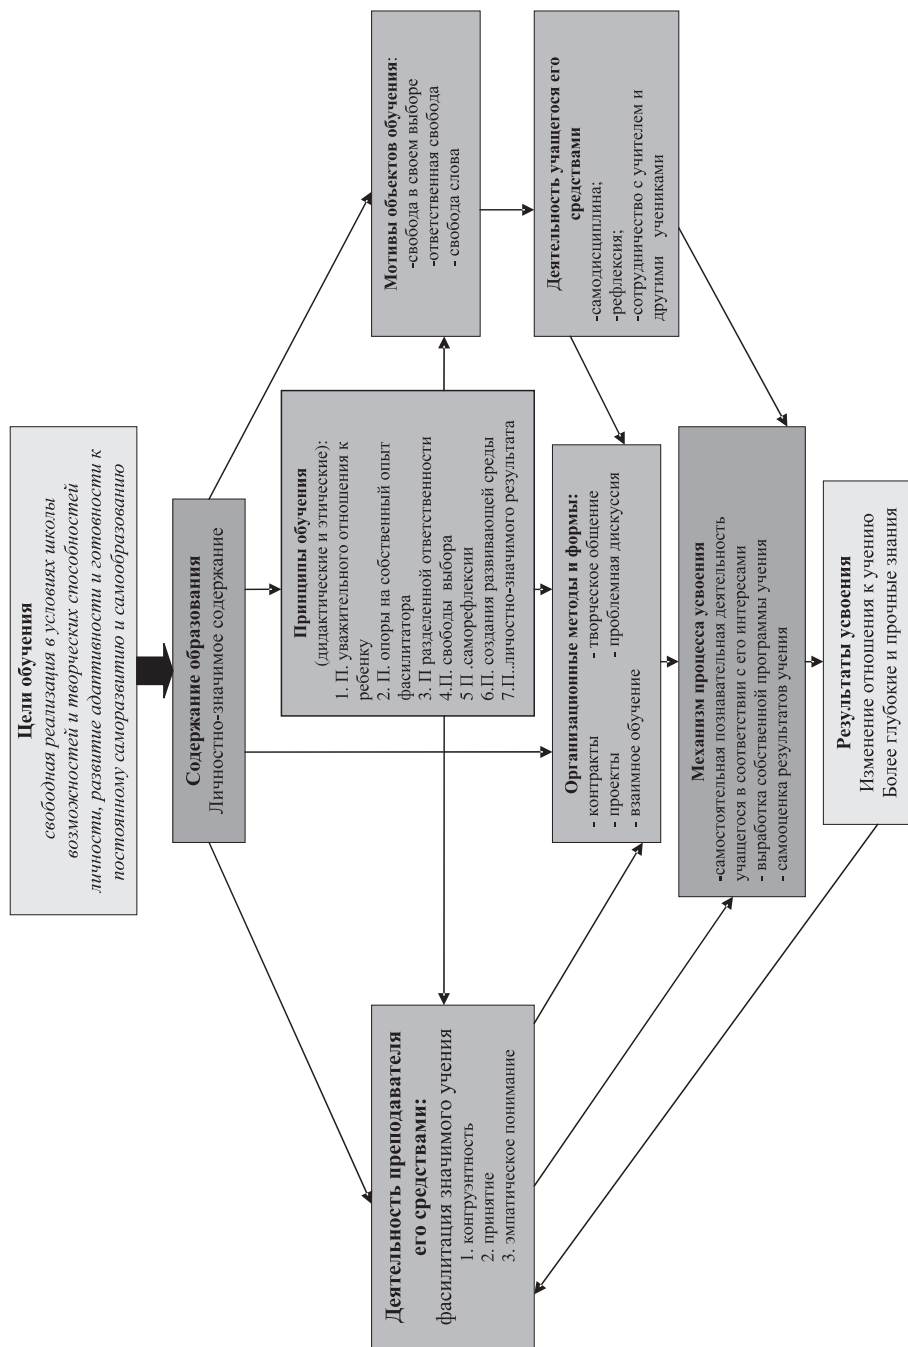 Цели обучения
свободная реализация в условиях школы
возможностей и творческих способностей
личности, развитие адаптивности и готовности к
постоянному саморазвитию и самообразованию
Содержание образования
Личностно-значимое содержание
Деятельность преподавателя
его средствами:
фасилитация значимого учения
1. конгруэнтность
2. принятие
3. эмпатическое понимание
Принципы обучения
(дидактические и этические):
1. П. уважительного отношения к
ребенку
2. П. опоры на собственный опыт
фасилитатора
3. П разделенной ответственности
4.П. свободы выбора
5 П .саморефлексии
6.П. создания развивающей среды
7.П..личостно-значимого результата
Мотивы объектов обучения:
-свобода в своем выборе
-ответственная свобода
- свобода слова
Организационные методы и формы:
- контракты - творческое общение
- проекты - проблемная дискуссия
- взаимное обучение
Деятельность учащегося его
средствами
-самодисциплина;
-рефлексия;
-сотрудничество с учителем и
другими учениками
Механизм процесса усвоения
-самостоятельная познавательная деятельность
учащегося в соответствии с его интересами
- выработка собственной программы учения
- самооценка результатов учения
Результаты усвоения
Изменение отношения к учению
Более глубокие и прочные знания